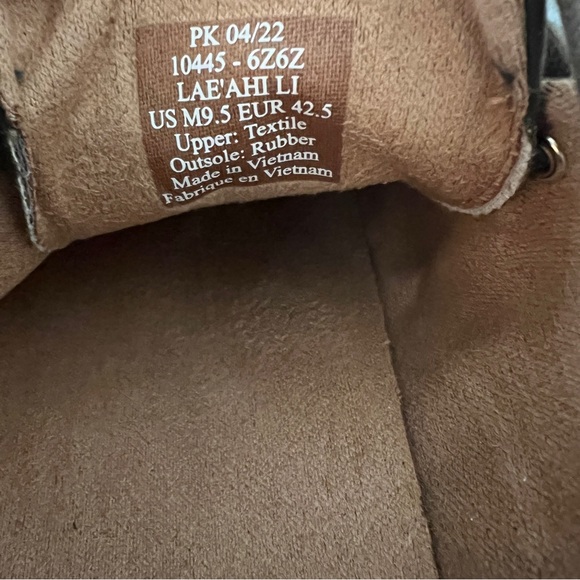 PK 04/22
10445 - 6Z6Z
LAE'AHI LI
US M9.5 EUR 42.5
Upper: Textile
Outsole: Rubber
Made in Vietnam
Fabrique en Vietnam